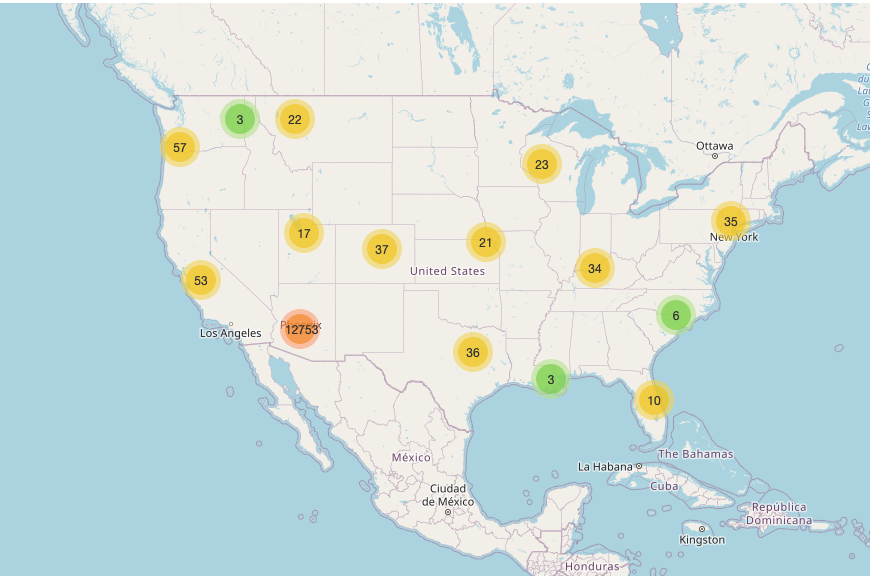 3
22
57
Ottawa
23
35
New York
17
37
21
United States
34
53
6
12753
Los Angeles
36
3
10
México
The Bahamas
La Habana
Cuba
Ciudad
de México
República
Dominicana
Kingston
Honduras